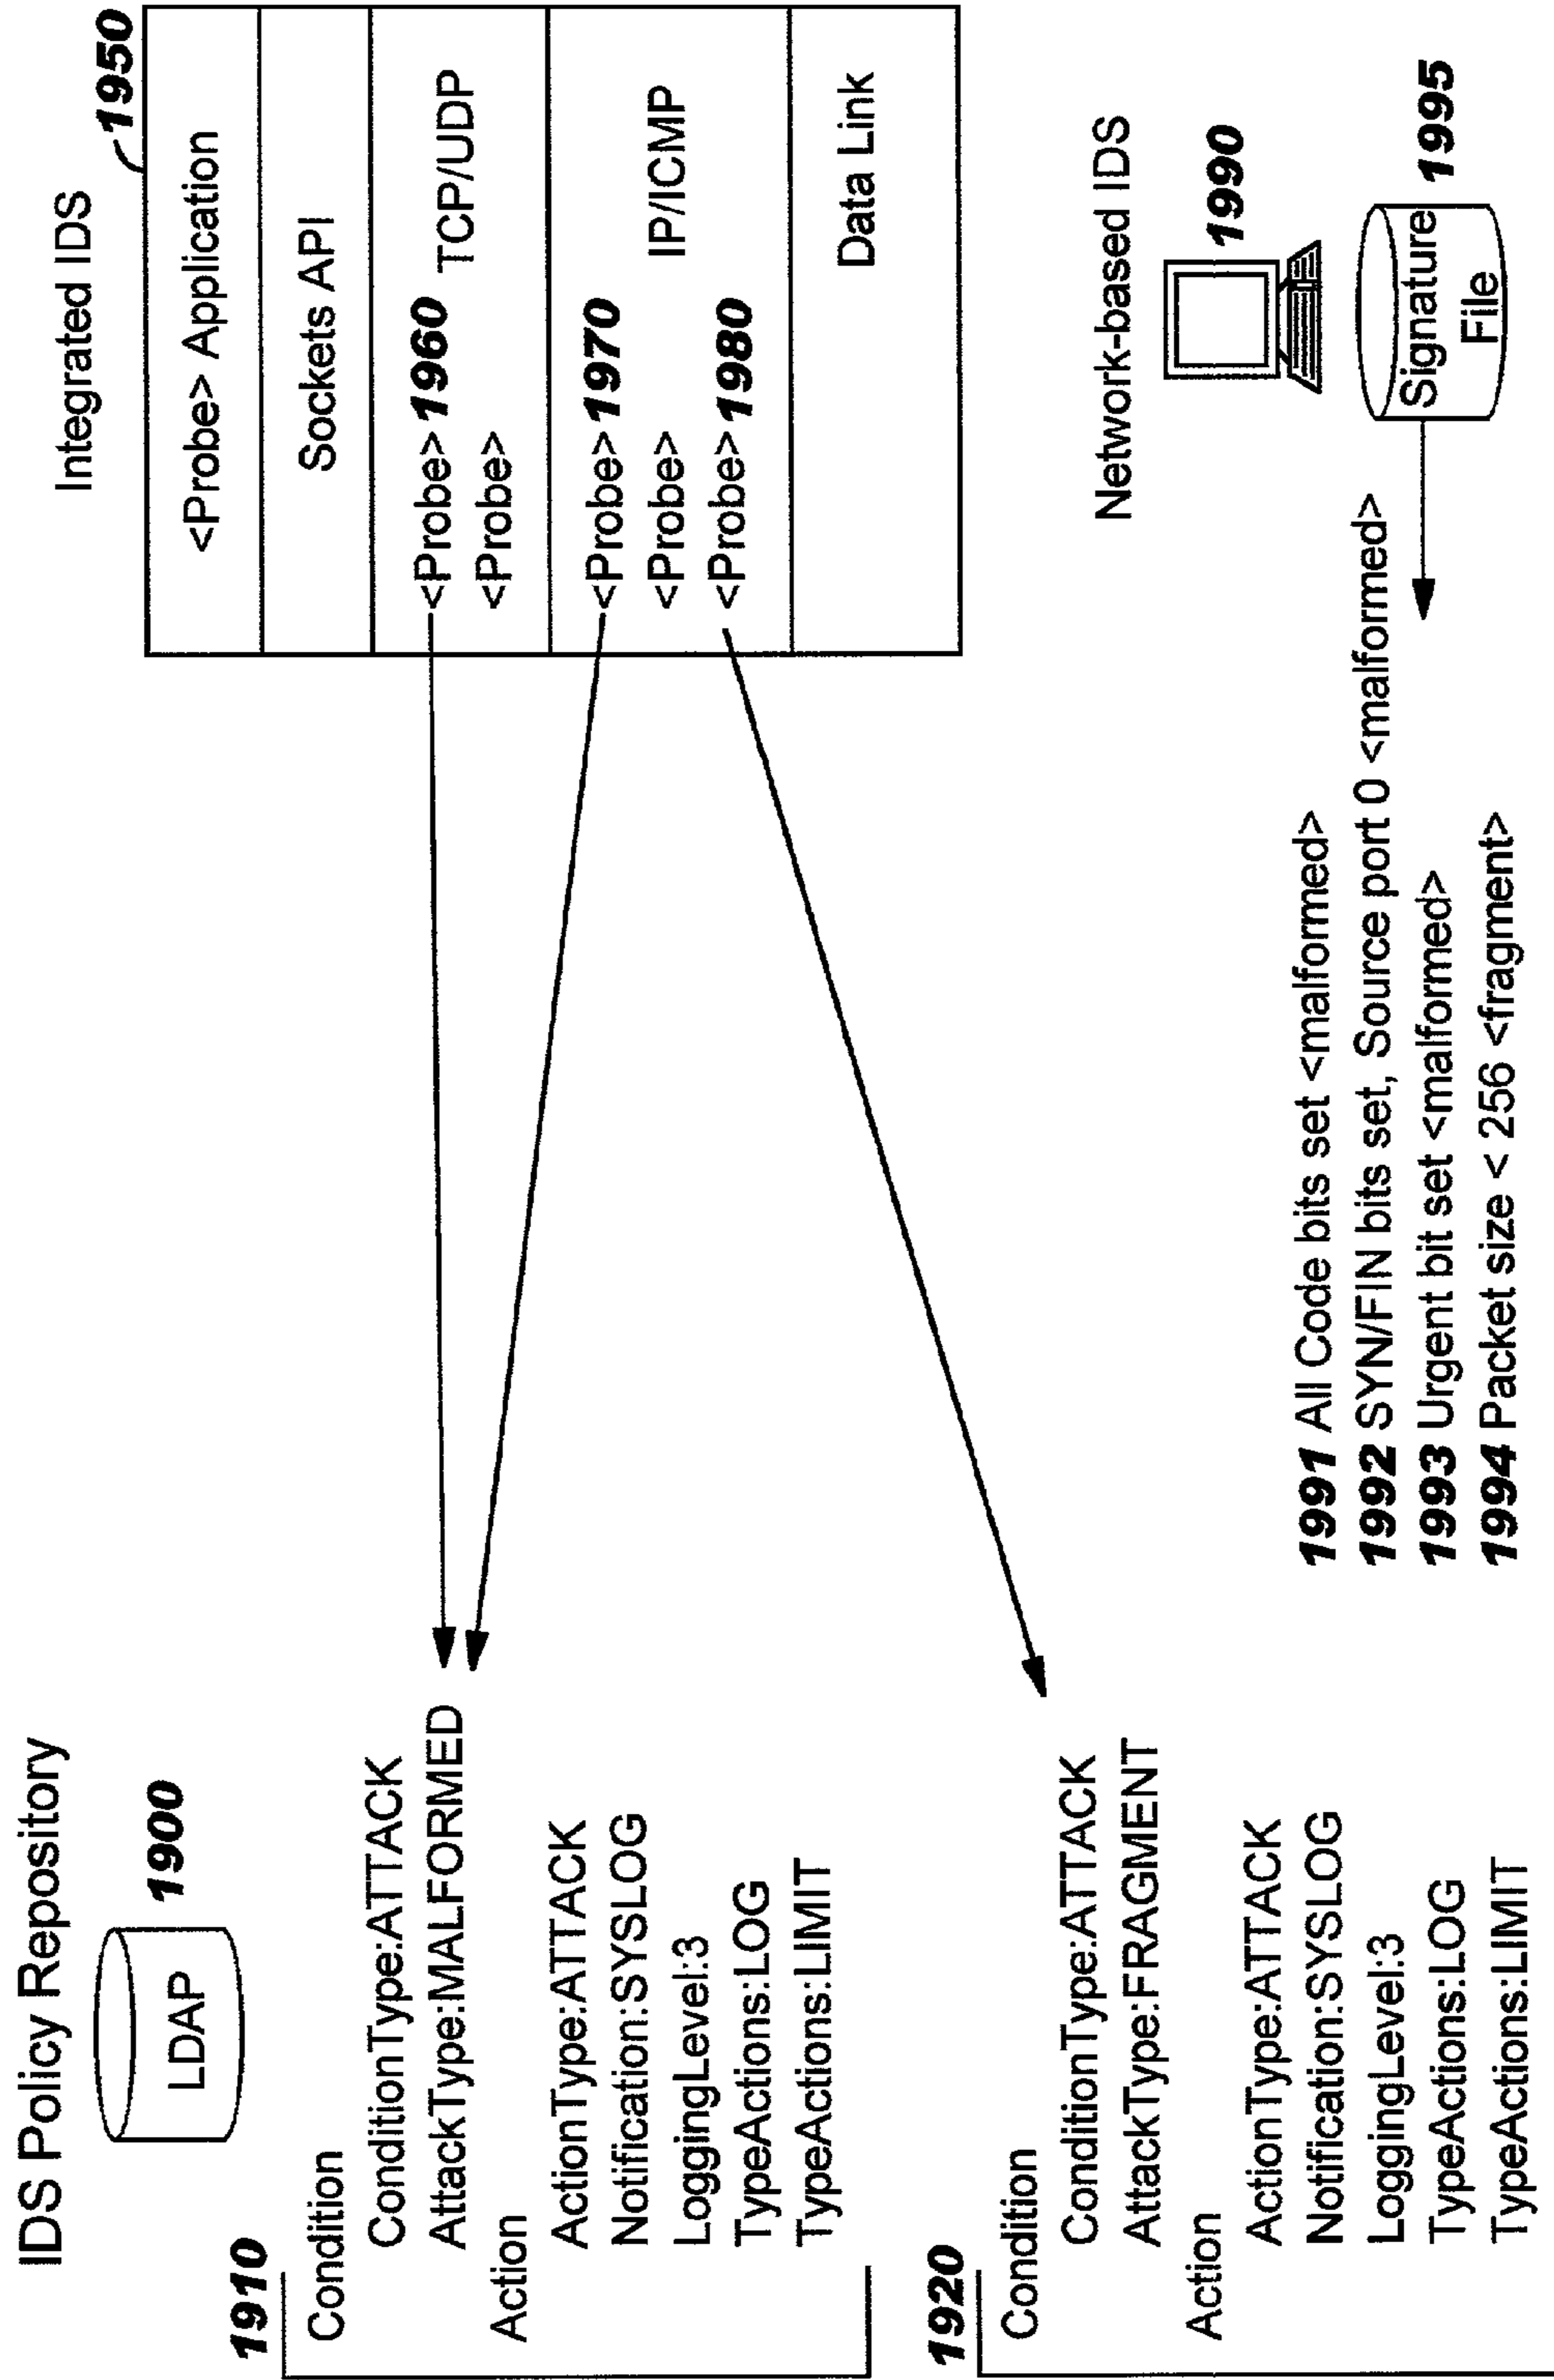 IDS Policy Repository
LDAP
1900
1910
Condition
ConditionType:ATTACK
AttackType:MALFORMED
Action
ActionType:ATTACK
Notification:SYSLOG
LoggingLevel:3
TypeActions:LOG
TypeActions:LIMIT
1920
Condition
ConditionType:ATTACK
AttackType:FRAGMENT
Action
ActionType:ATTACK
Notification:SYSLOG
LoggingLevel:3
TypeActions:LOG
TypeActions:LIMIT
Integrated IDS
1950
<Probe> Application
Sockets API
<Probe> 1960 TCP/UDP
<Probe>
<Probe> 1970
<Probe> IP/ICMP
<Probe> 1980
Data Link
Network-based IDS
1990
Signature
File
1995
1991 All Code bits set <malformed>
1992 SYN/FIN bits set, Source port 0 <malformed>
1993 Urgent bit set <malformed>
1994 Packet size < 256 <fragment>